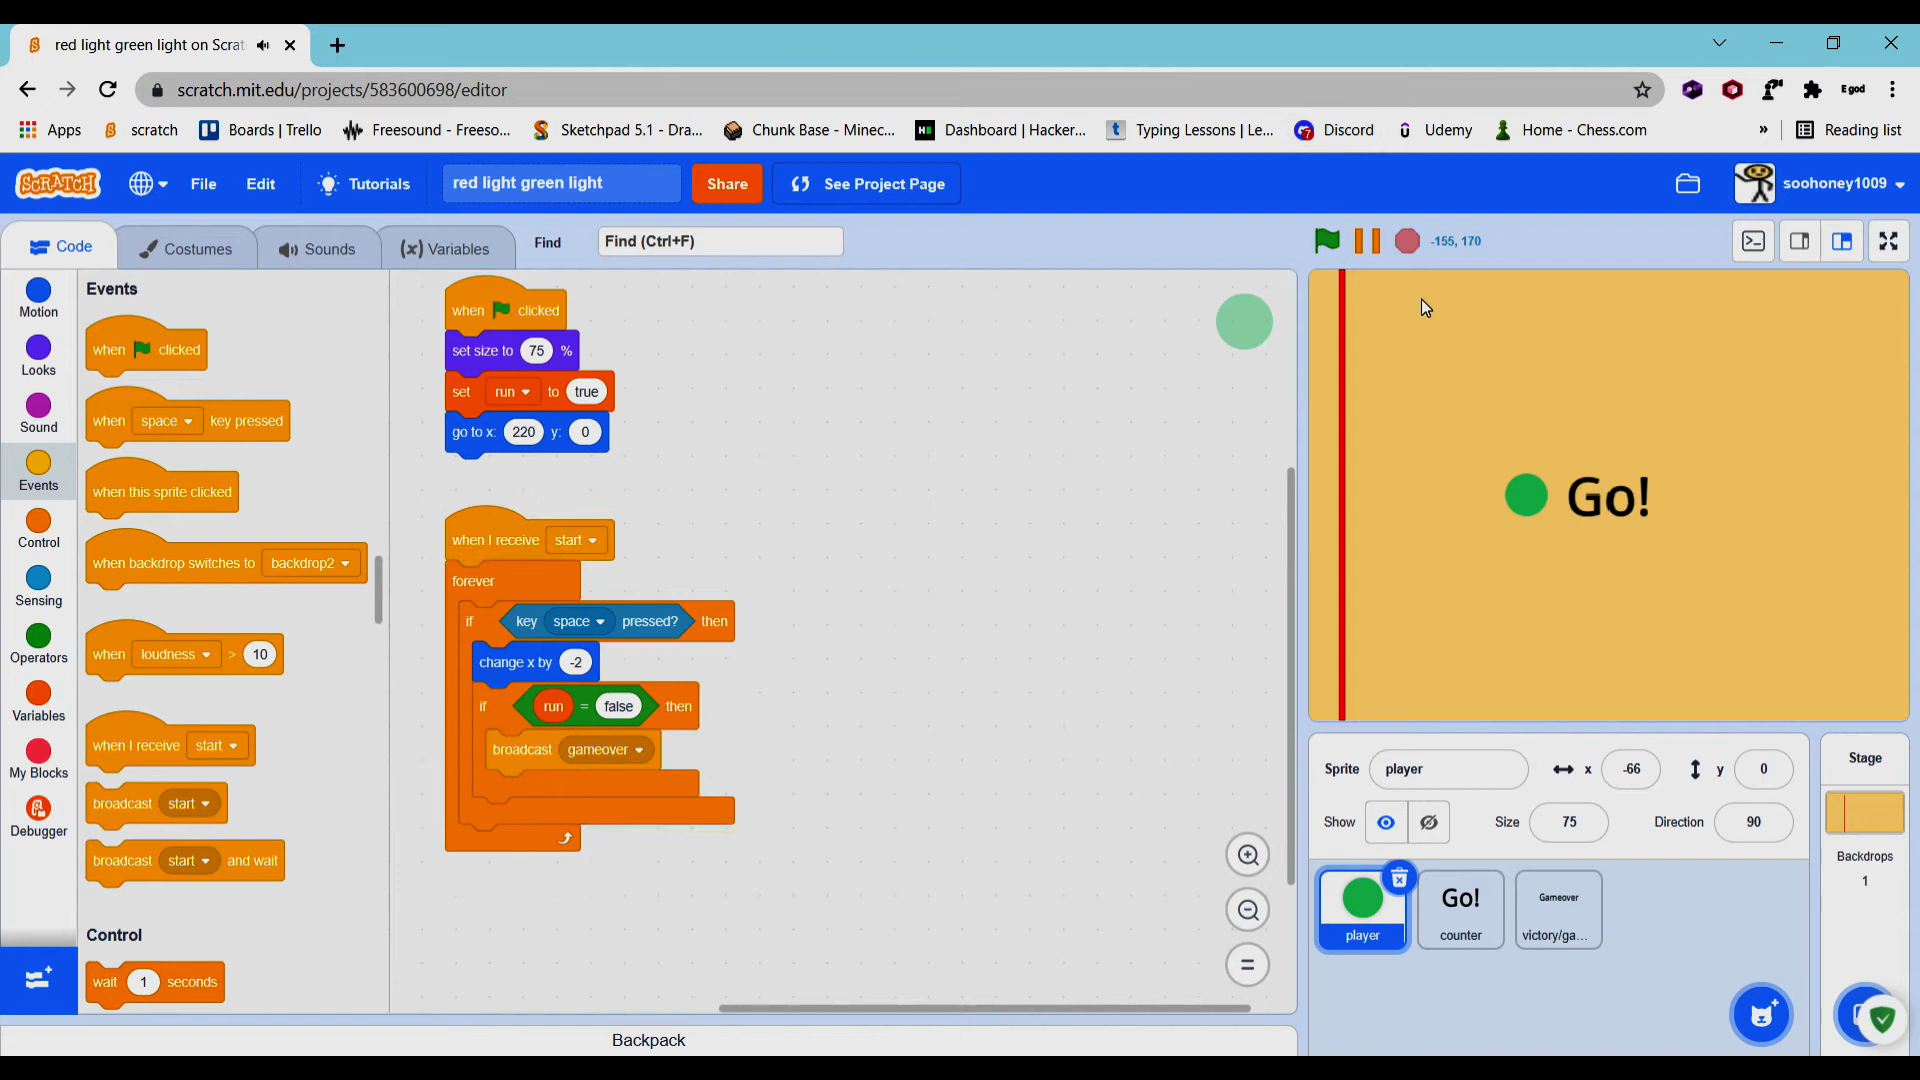 red light green light on Scrat
scratch.mit.edu/projects/583600698/editor
E god
Apps
scratch
Boards | Trello
Freesound - Freeso...
Sketchpad 5.1 - Dra...
Chunk Base - Minec...
Dashboard | Hacker...
Typing Lessons | Le...
Discord
Udemy
Home - Chess.com
»
Reading list
SCRATCH
File
Edit
Tutorials
red light green light
Share
See Project Page
soohoney1009
Code
Costumes
Sounds
(x) Variables
Find
Find (Ctrl+F)
-155, 170
Motion
Looks
Sound
Events
Control
Sensing
Operators
Variables
My Blocks
Debugger
Events
when clicked
when space key pressed
when this sprite clicked
when backdrop switches to backdrop2
when loudness > 10
when I receive start
broadcast start
broadcast start and wait
Control
wait 1 seconds
when clicked
set size to 75 %
set run to true
go to x: 220 y: 0
when I receive start
forever
if key space pressed? then
change x by -2
if run = false then
broadcast gameover
Go!
Sprite player x -66 y 0
Show Size 75 Direction 90
player
Go!
counter
Gameover
victory/ga...
Stage
Backdrops
1
Backpack